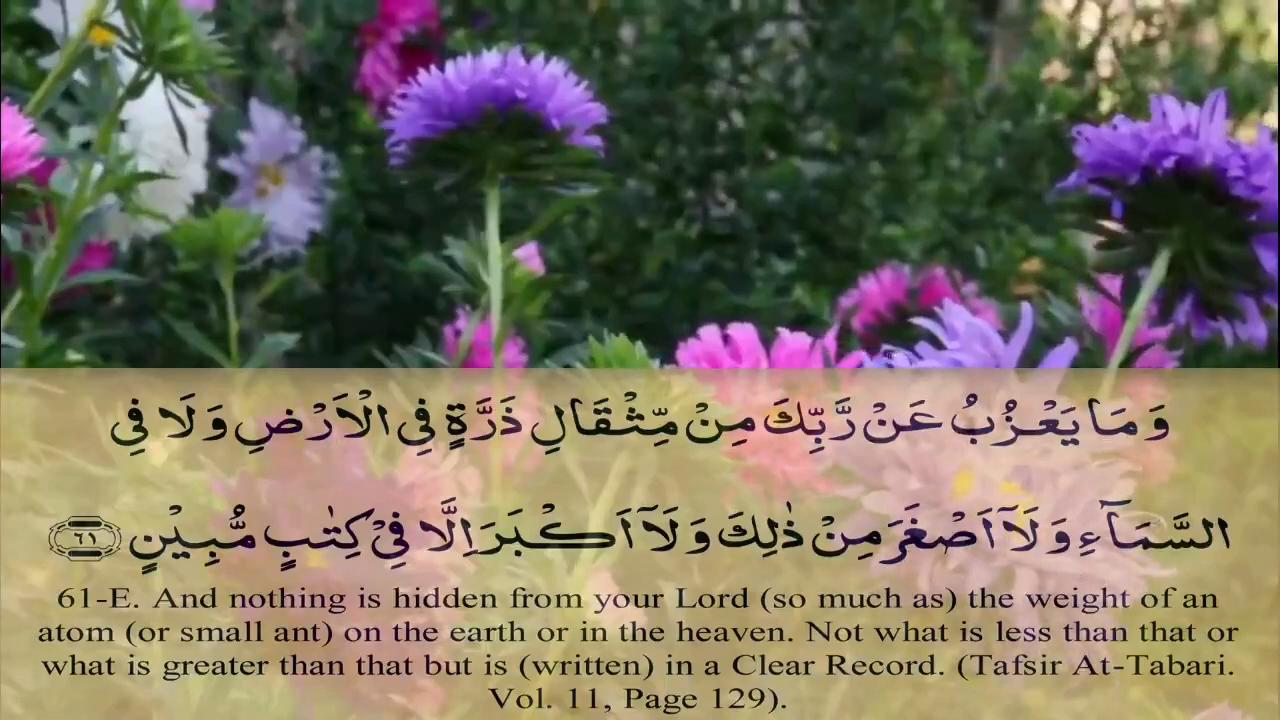 وَمَا يَعْزُبُ عَنْ رَّبِّكَ مِنْ مِّثْقَالِ ذَرَّةٍ فِي الْاَرْضِ وَلَا فِي
السَّمَآءِ وَلَآ اَصْغَرَ مِنْ ذٰلِكَ وَلَآ اَكْبَرَ اِلَّا فِيْ كِتٰبٍ مُّبِيْنٍ ٦١
61-E. And nothing is hidden from your Lord (so much as) the weight of an
atom (or small ant) on the earth or in the heaven. Not what is less than that or
what is greater than that but is (written) in a Clear Record. (Tafsir At-Tabari.
Vol. 11, Page 129).